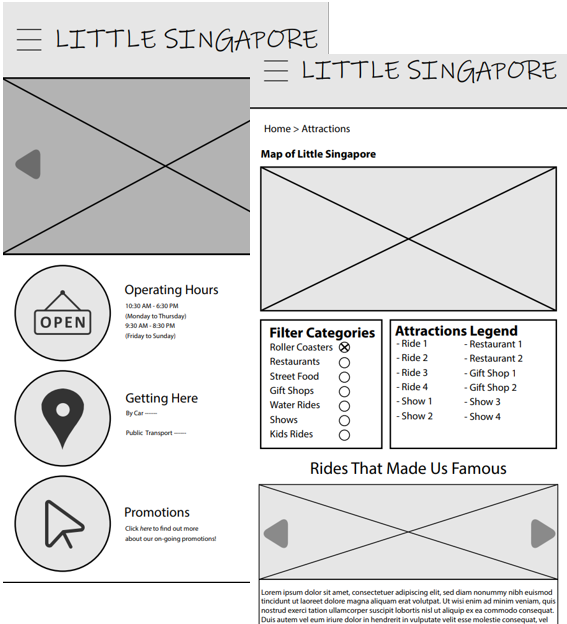 LITTLE SINGAPORE
OPEN
Operating Hours
10:30 AM - 6:30 PM
(Monday to Thursday)
9:30 AM - 8:30 PM
(Friday to Sunday)
Getting Here
By Car ------
Public Transport ------
Promotions
Click here to find out more
about our on-going promotions!
LITTLE SINGAPORE
Home > Attractions
Map of Little Singapore
Filter Categories
Roller Coasters
Restaurants
Street Food
Gift Shops
Water Rides
Shows
Kids Rides
Attractions Legend
- Ride 1
- Ride 2
- Ride 3
- Ride 4
- Show 1
- Show 2
- Restaurant 1
- Restaurant 2
- Gift Shop 1
- Gift Shop 2
- Show 3
- Show 4
Rides That Made Us Famous
Lorem ipsum dolor sit amet, consectetuer adipiscing elit, sed diam nonummy nibh euismod
tincidunt ut laoreet dolore magna aliquam erat volutpat. Ut wisi enim ad minim veniam, quis
nostrud exerci tation ullamcorper suscipit lobortis nisl ut aliquip ex ea commodo consequat.
Duis autem vel eum iriure dolor in hendrerit in vulputate velit esse molestie consequat, vel